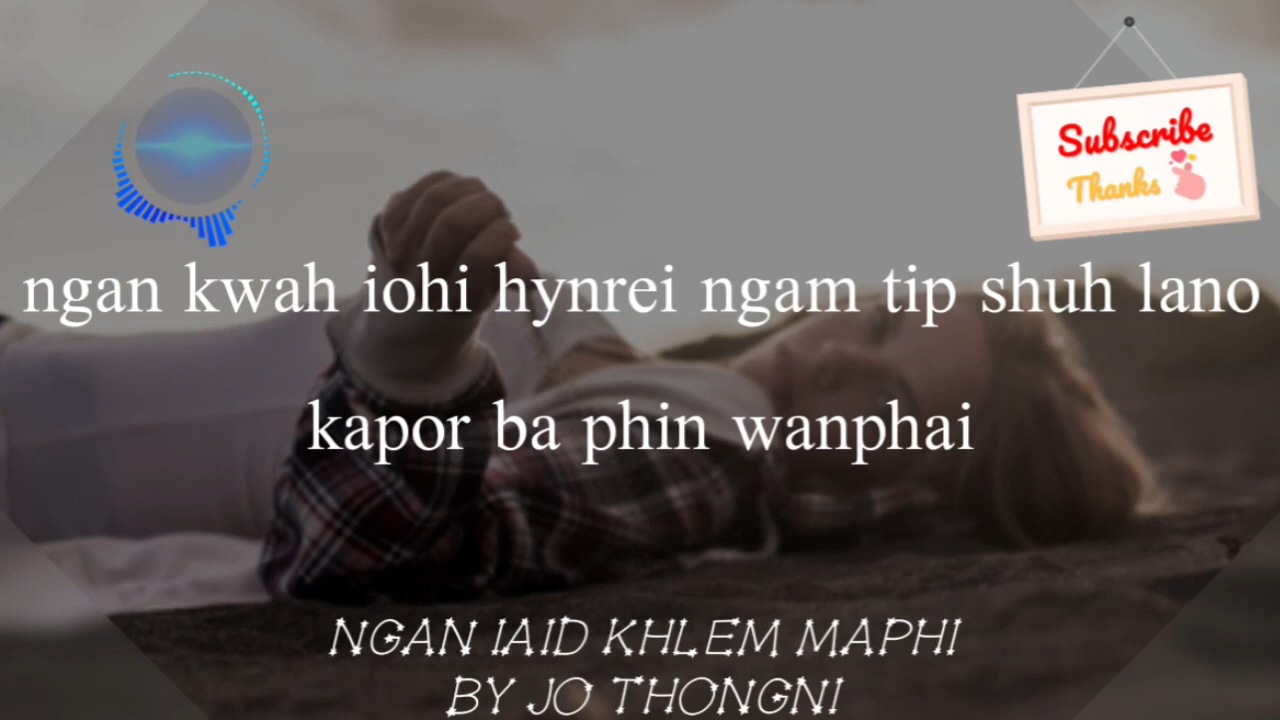 Subscribe
Thanks
ngan kwah iohi hynrei ngam tip shuh lano
kapor ba phin wanphai
NGAN IAID KHLEM MAPHI
BY JO THONGNI